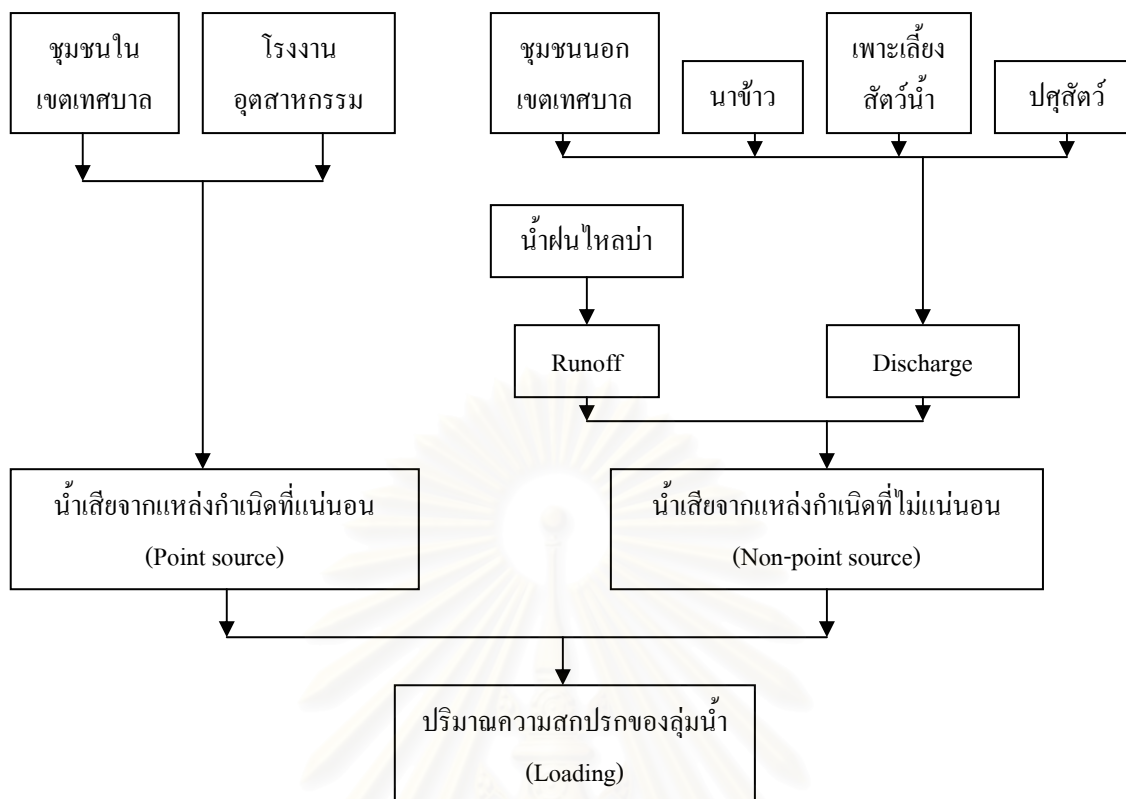 ชุมชนใน
เขตเทศบาล
โรงงาน
อุตสาหกรรม
ชุมชนนอก
เขตเทศบาล
นาข้าว
เพาะเลี้ยง
สัตว์น้ำ
ปศุสัตว์
น้ำฝนไหลบ่า
Runoff
Discharge
น้ำเสียจากแหล่งกำเนิดที่แน่นอน
(Point source)
น้ำเสียจากแหล่งกำเนิดที่ไม่แน่นอน
(Non-point source)
ปริมาณความสกปรกของลุ่มน้ำ
(Loading)